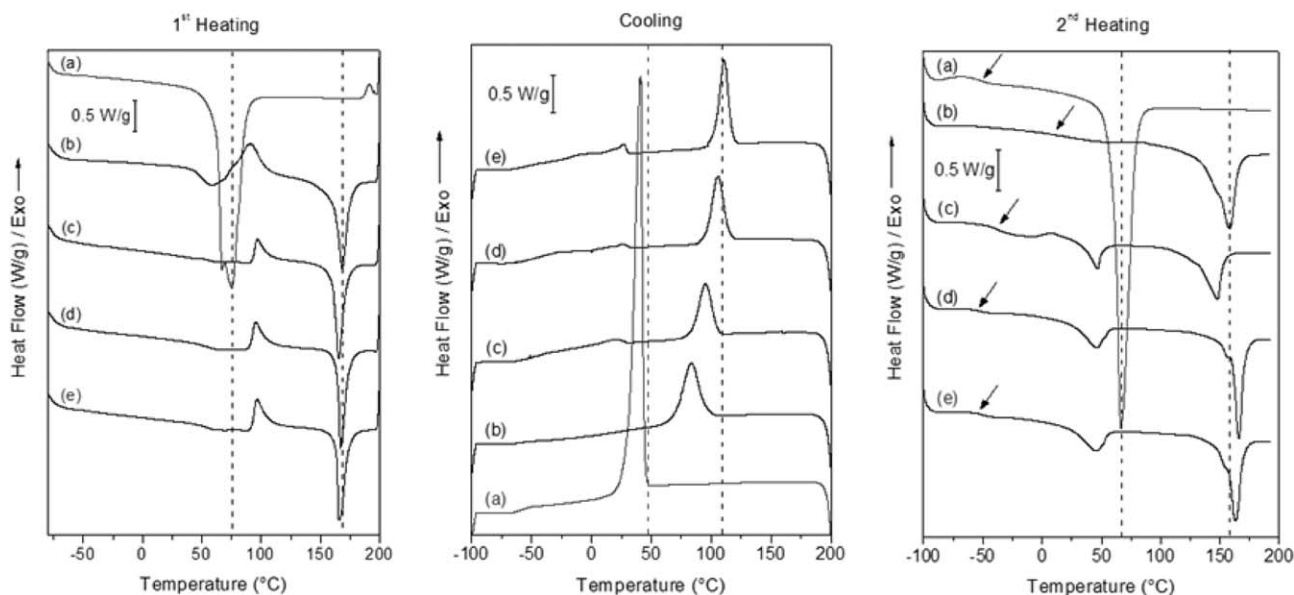 1st Heating
(a)
0.5 W/g
(b)
(c)
(d)
(e)
Heat Flow (W/g) / Exo
-50 0 50 100 150 200
Temperature (°C)
Cooling
0.5 W/g
(e)
(d)
(c)
(b)
(a)
Heat Flow (W/g) / Exo
-100 -50 0 50 100 150 200
Temperature (°C)
2nd Heating
(a)
(b)
0.5 W/g
(c)
(d)
(e)
Heat Flow (W/g) / Exo
-100 -50 0 50 100 150 200
Temperature (°C)